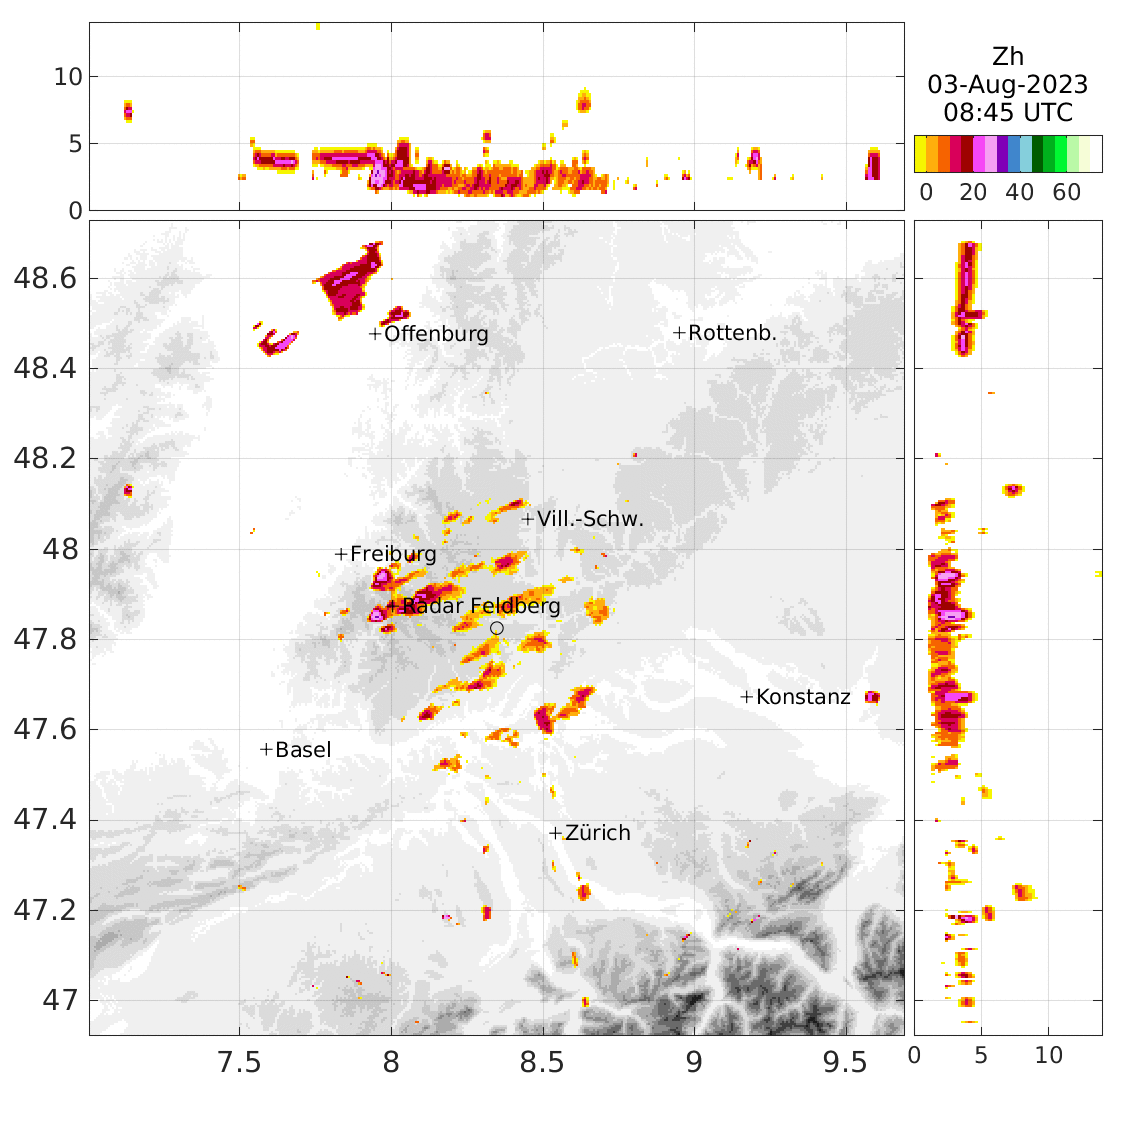 Zh
03-Aug-2023
08:45 UTC
0 20 40 60
10
5
0
48.6
48.4
48.2
48
47.8
47.6
47.4
47.2
47
+Offenburg
+Rottenb.
+Vill.-Schw.
+Freiburg
+Radar Feldberg
+Konstanz
+Basel
+Zürich
7.5 8 8.5 9 9.5
0 5 10